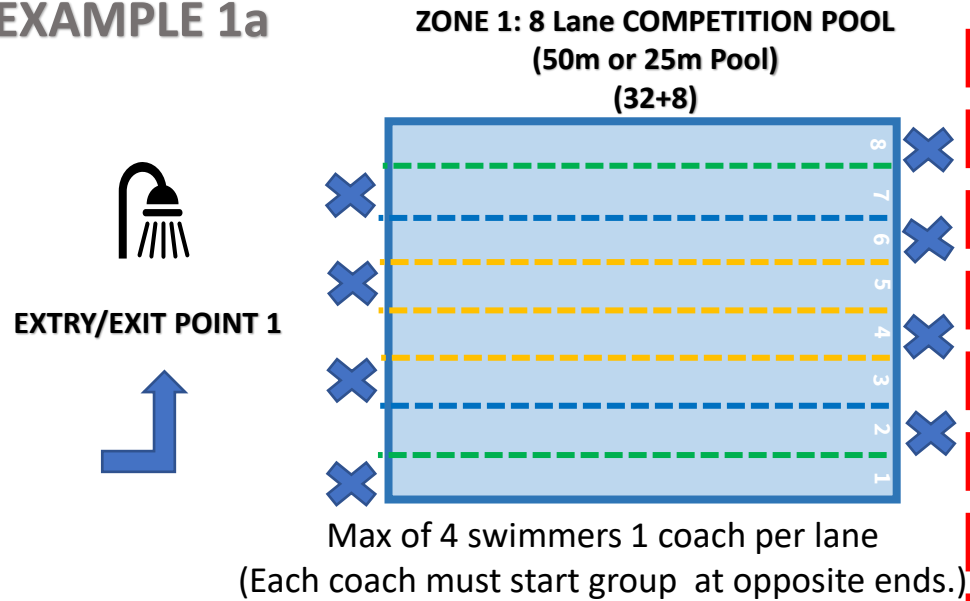 EXAMPLE 1a
ZONE 1: 8 Lane COMPETITION POOL
(50m or 25m Pool)
(32+8)
8
7
6
5
4
3
2
1
EXTRY/EXIT POINT 1
Max of 4 swimmers 1 coach per lane
(Each coach must start group at opposite ends.)